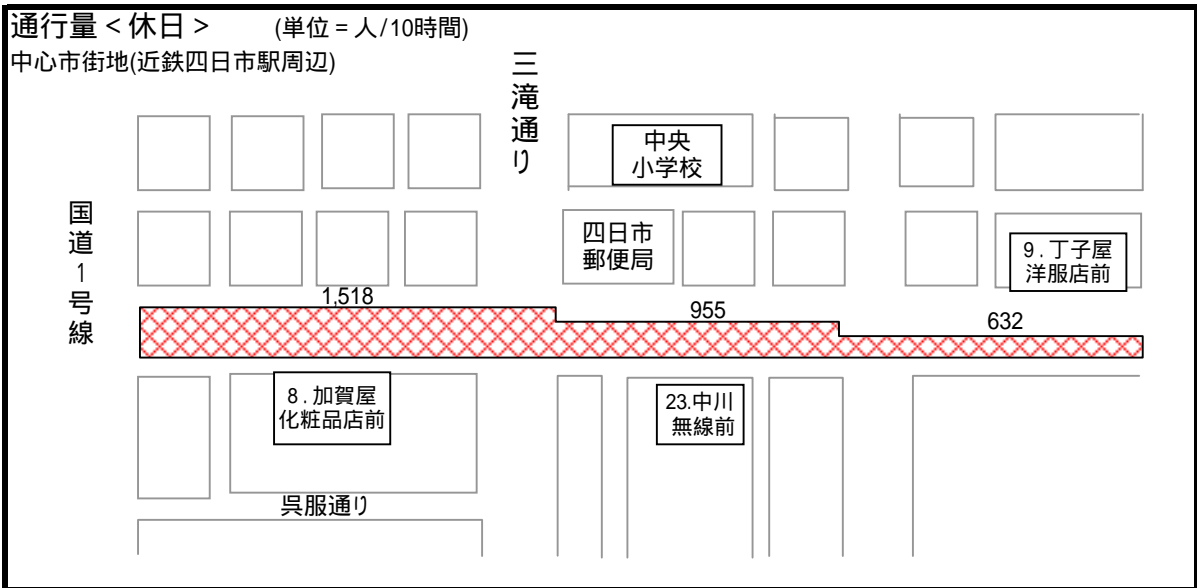 通行量＜休日＞ (単位=人/10時間)
中心市街地(近鉄四日市駅周辺)
三滝通り
中央
小学校
国道1号線
四日市
郵便局
9.丁子屋
洋服店前
1,518
955
632
8.加賀屋
化粧品店前
23.中川
無線前
呉服通り